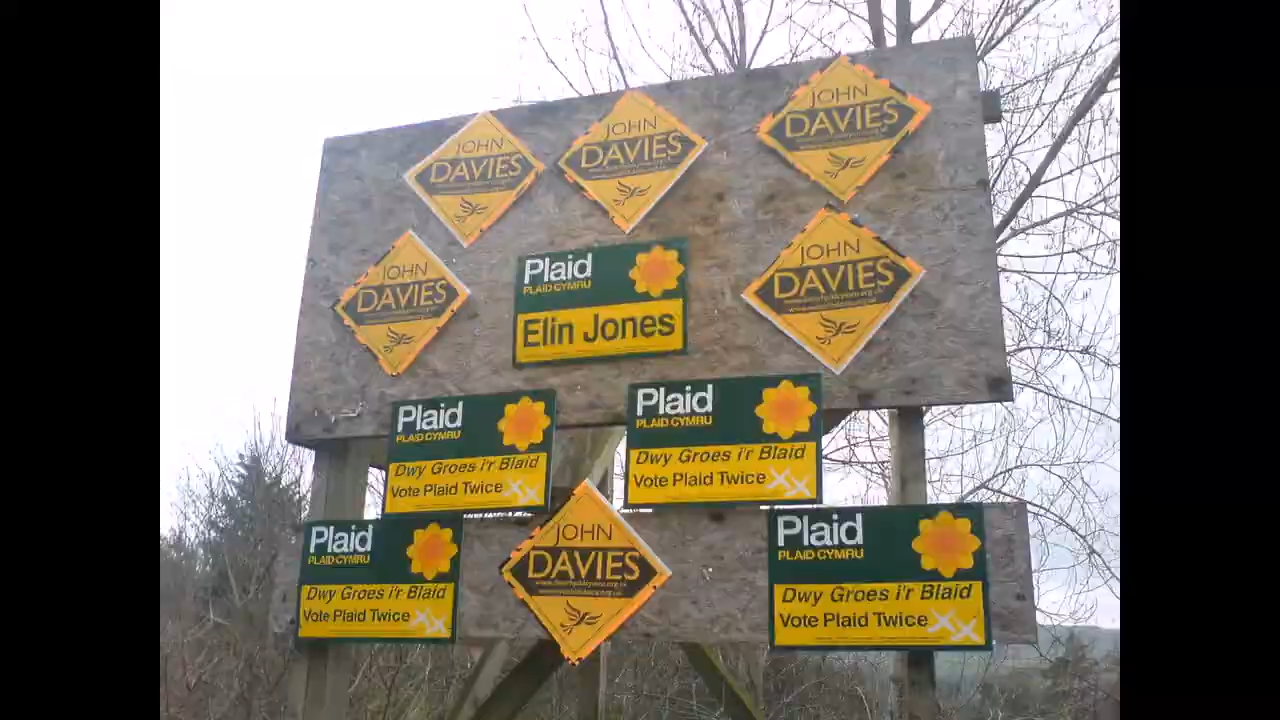 JOHN
DAVIES
JOHN
DAVIES
JOHN
DAVIES
JOHN
DAVIES
Plaid
PLAID CYMRU
Elin Jones
JOHN
DAVIES
Plaid
PLAID CYMRU
Dwy Groes i'r Blaid
Vote Plaid Twice
Plaid
PLAID CYMRU
Dwy Groes i'r Blaid
Vote Plaid Twice
Plaid
PLAID CYMRU
Dwy Groes i'r Blaid
Vote Plaid Twice
JOHN
DAVIES
Plaid
PLAID CYMRU
Dwy Groes i'r Blaid
Vote Plaid Twice